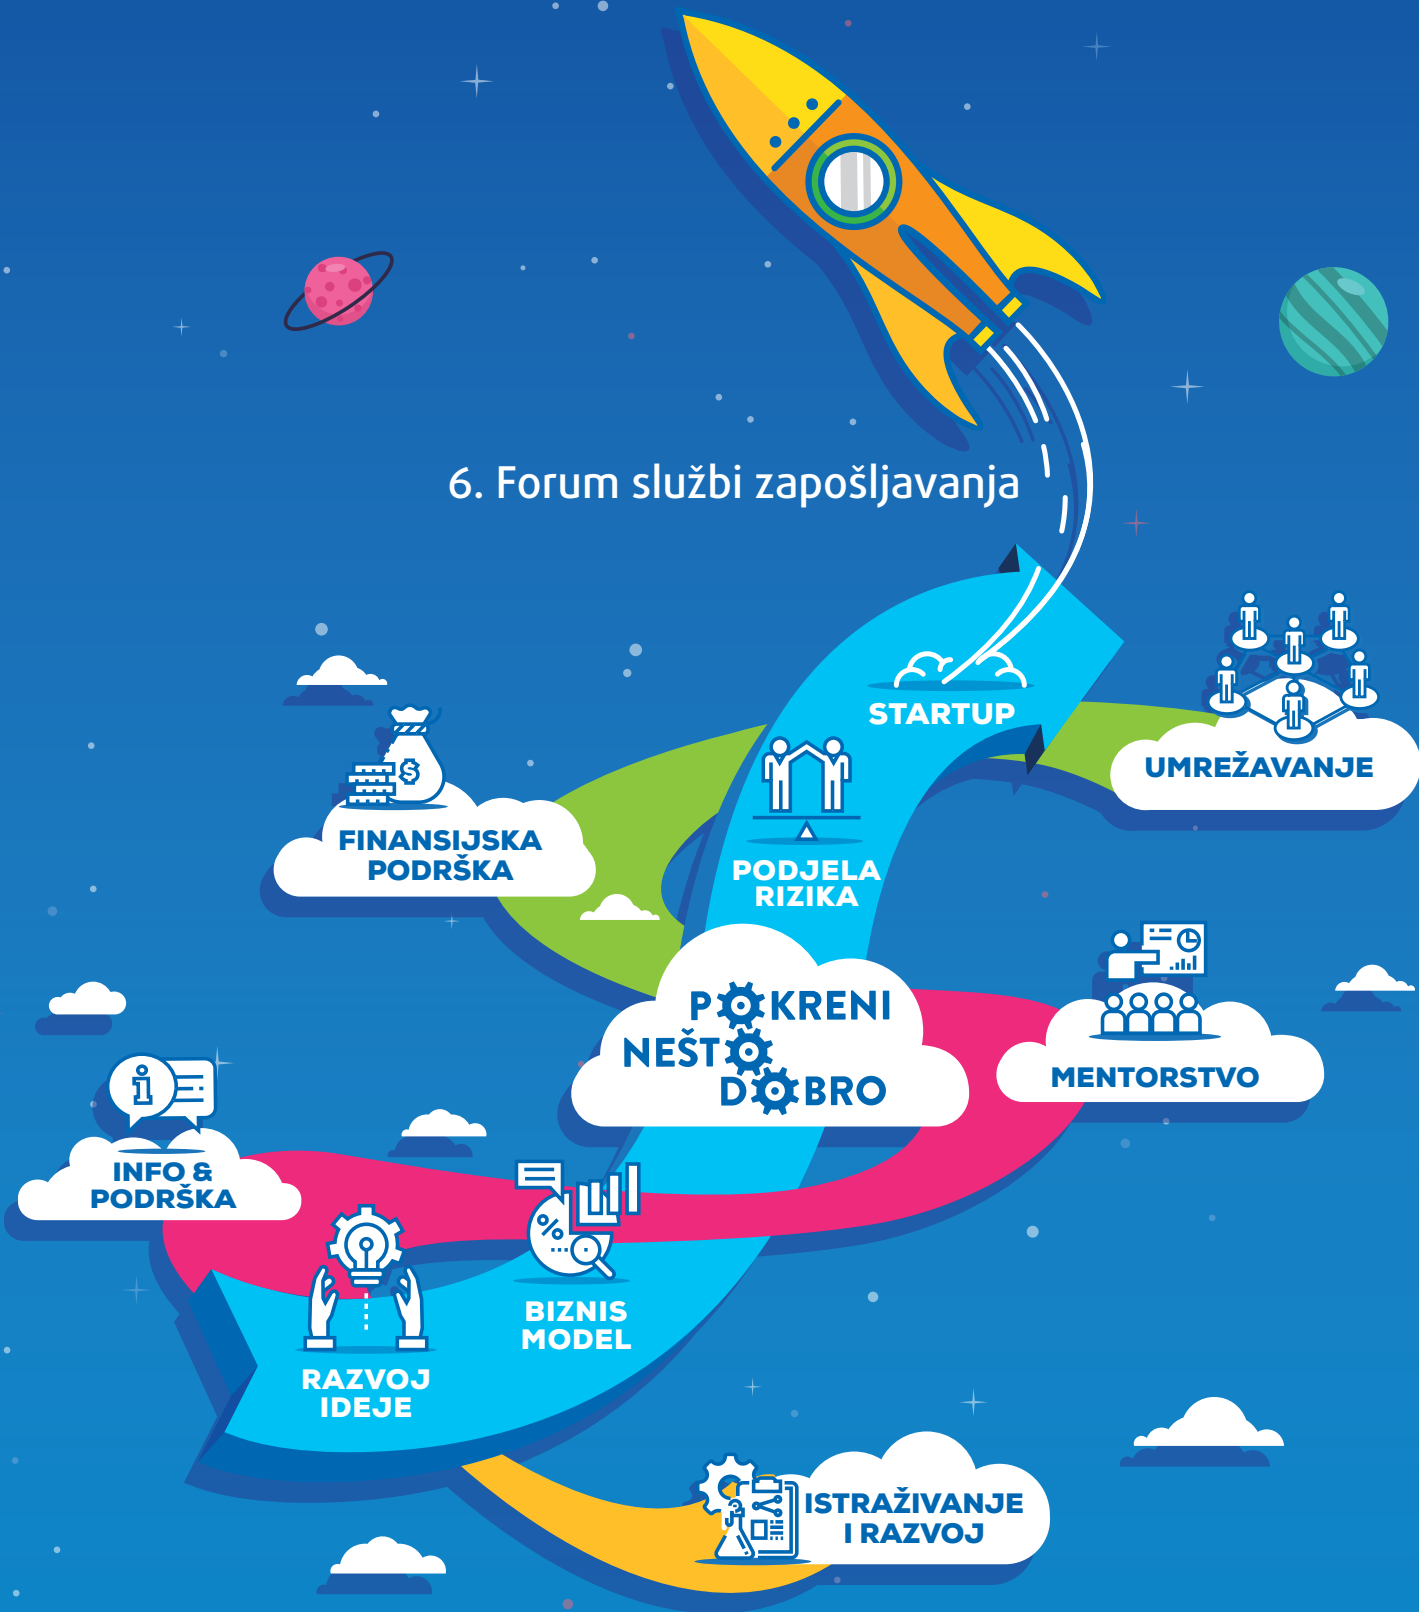 6. Forum službi zapošljavanja
STARTUP
UMREŽAVANJE
FINANSIJSKA
PODRŠKA
PODJELA
RIZIKA
POKRENI
NEŠTO
DOBRO
MENTORSTVO
INFO &
PODRŠKA
BIZNIS
MODEL
RAZVOJ
IDEJE
ISTRAŽIVANJE
I RAZVOJ